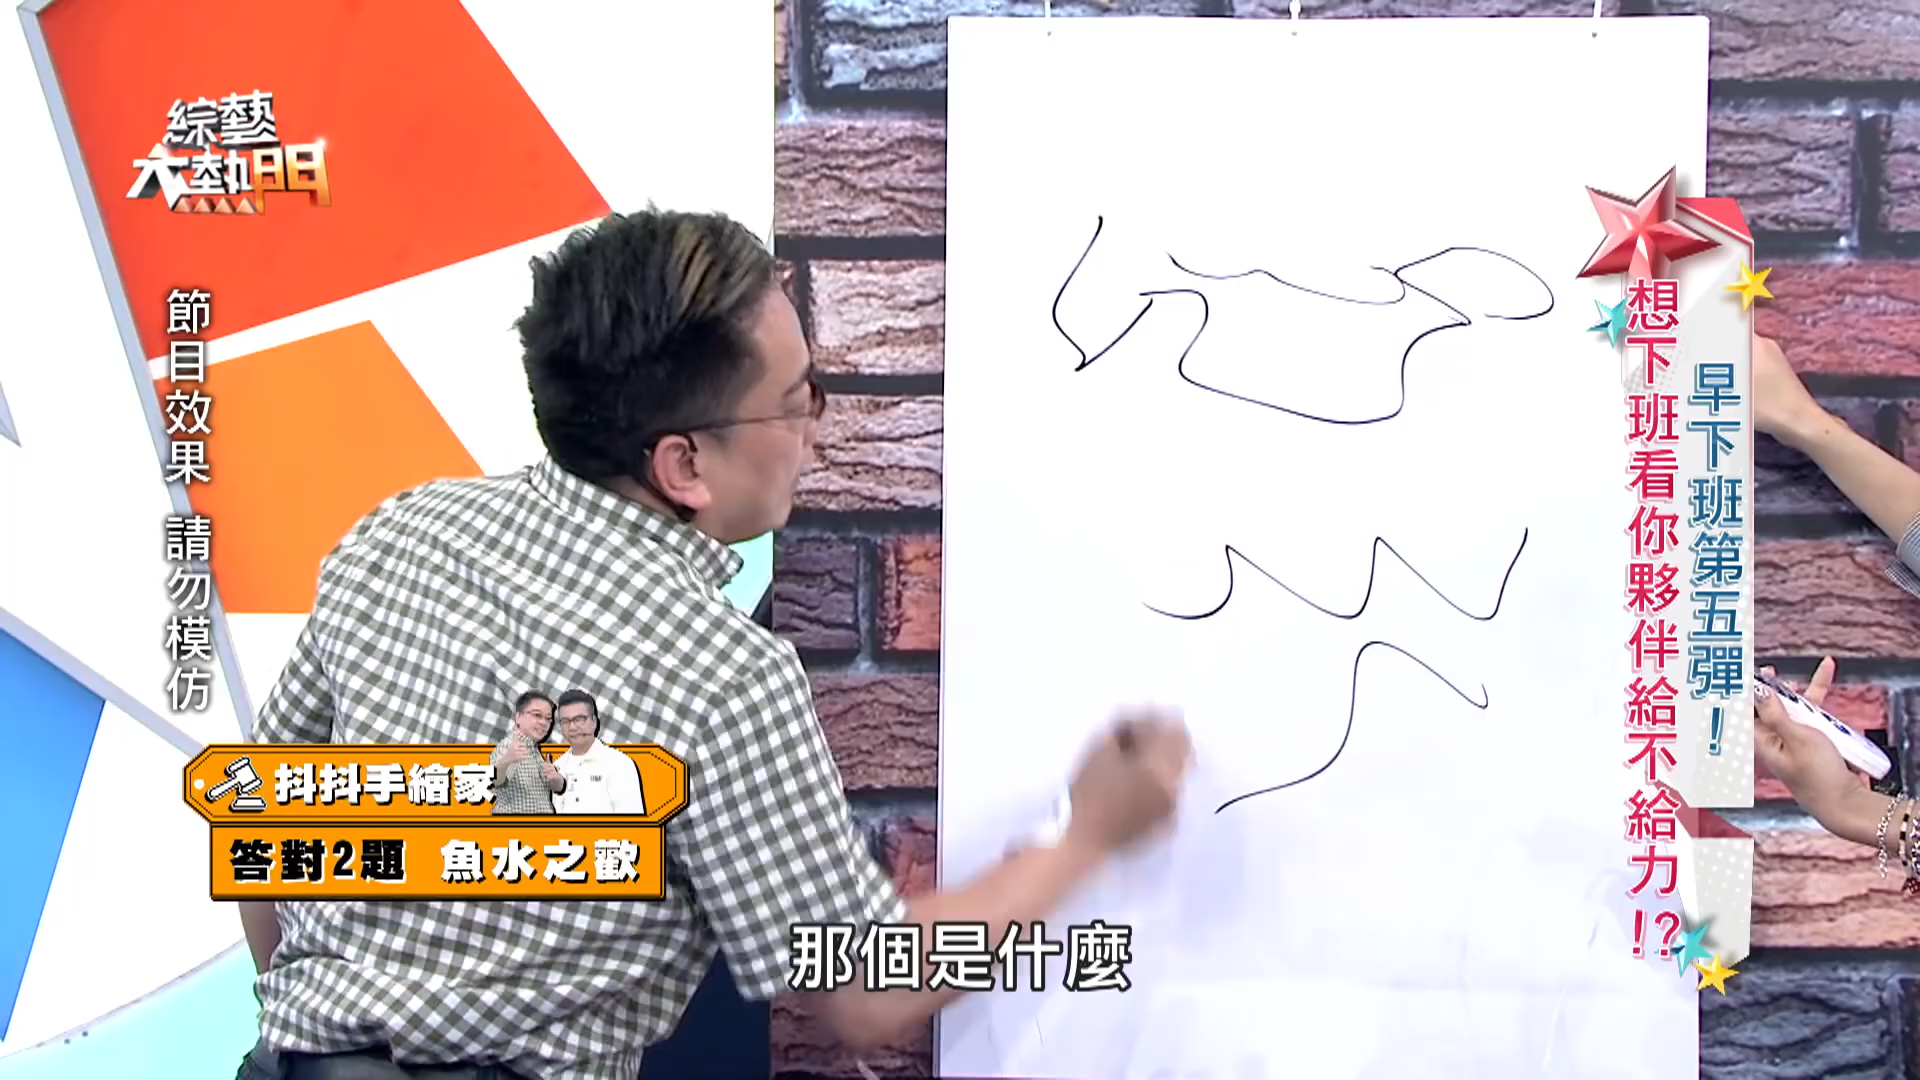 綜藝
大熱門
節目效果 請勿模仿
早下班第五彈！
想下班看你夥伴給不給力！？
抖抖手繪家
答對2題 魚水之歡
那個是什麼